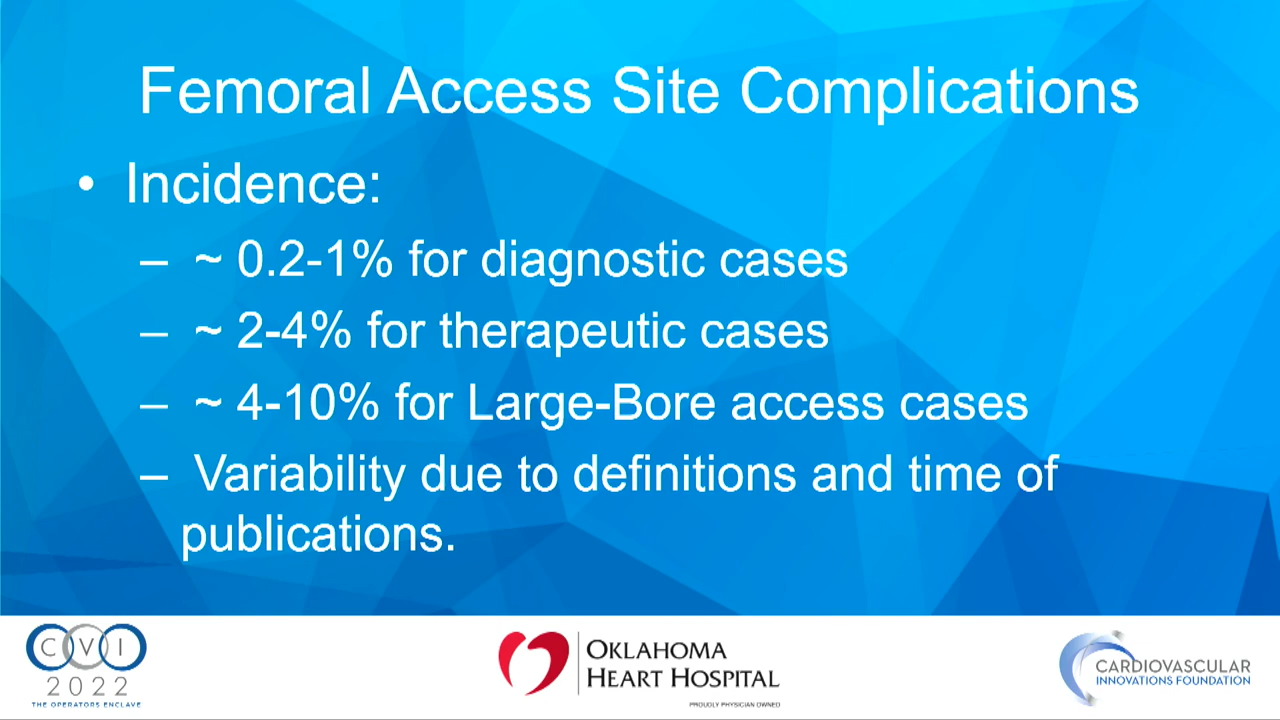 Femoral Access Site Complications
• Incidence:
– ~ 0.2-1% for diagnostic cases
– ~ 2-4% for therapeutic cases
– ~ 4-10% for Large-Bore access cases
– Variability due to definitions and time of
publications.
CVI
2022
THE OPERATORS ENCLAVE
OKLAHOMA
HEART HOSPITAL
PROUDLY PHYSICIAN OWNED
CARDIOVASCULAR
INNOVATIONS FOUNDATION